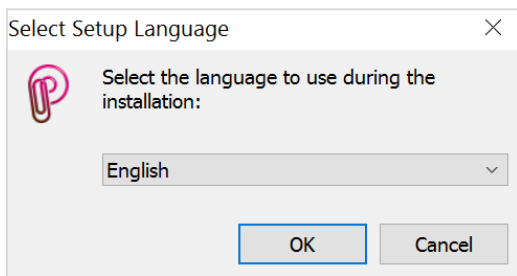 Select Setup Language
Select the language to use during the
installation:
English
OK
Cancel